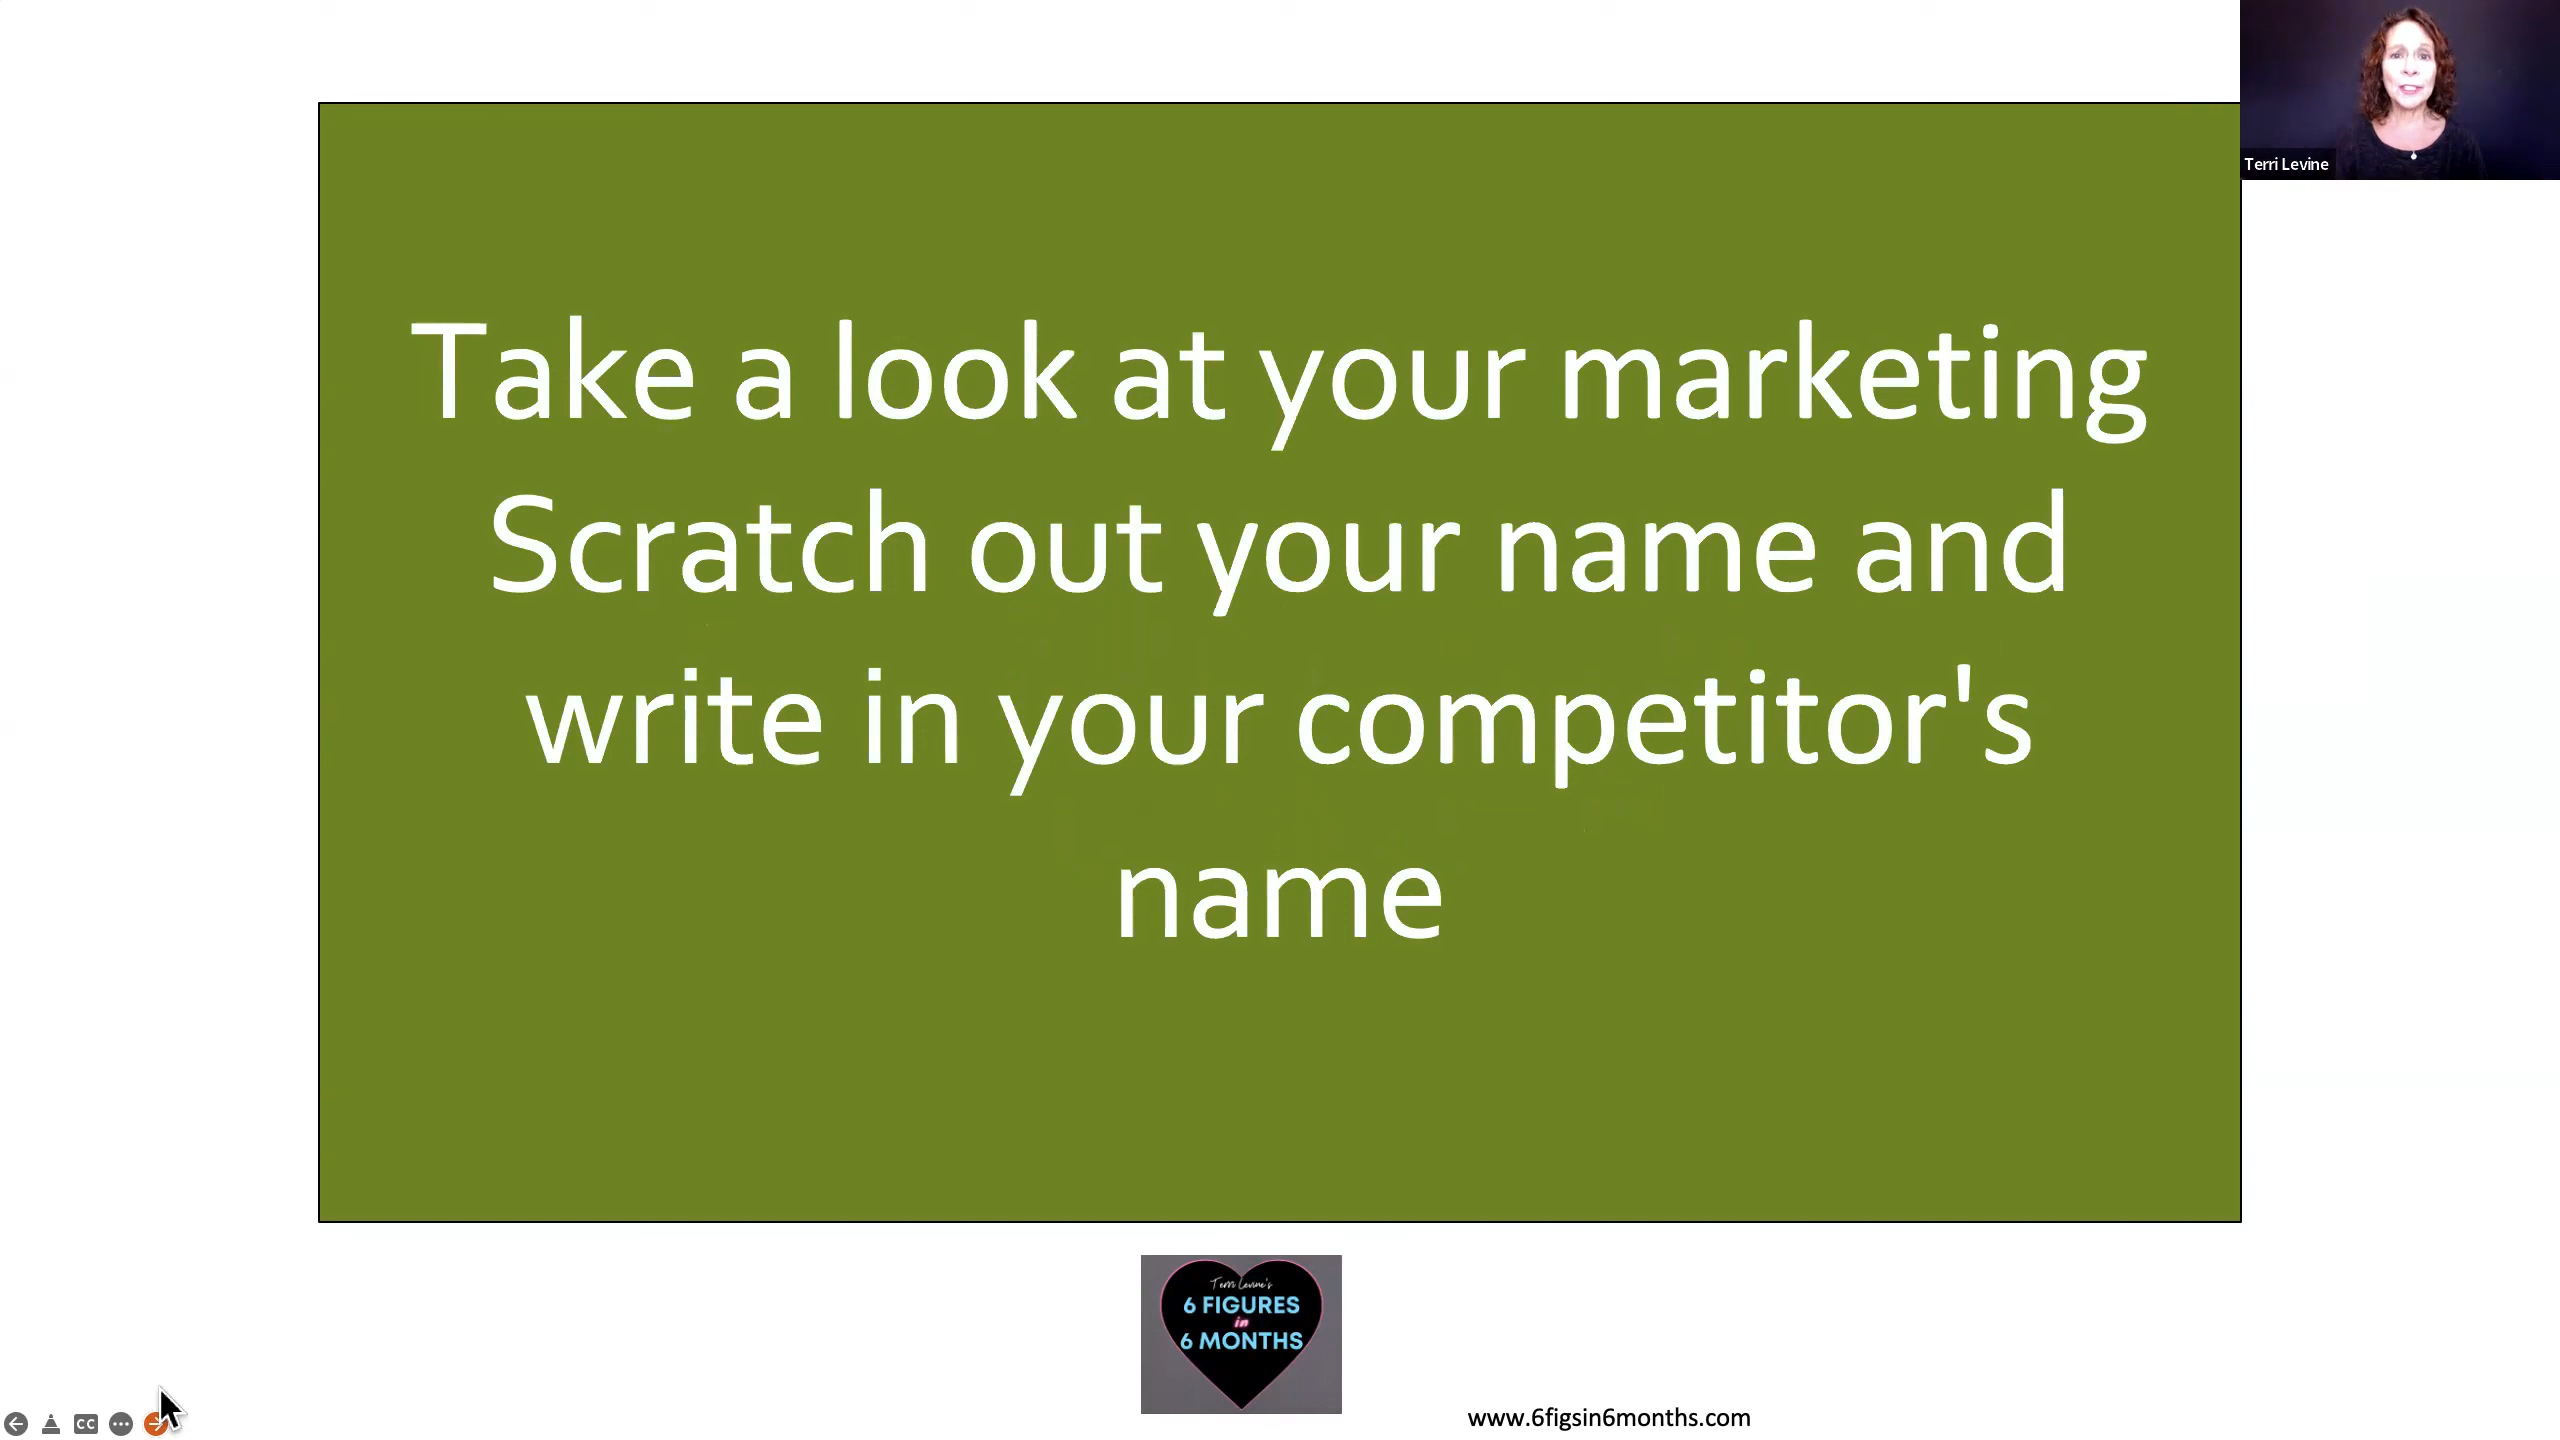 Terri Levine
Take a look at your marketing
Scratch out your name and
write in your competitor's
name
Terri Levine's
6 FIGURES
in
6 MONTHS
www.6figsin6months.com
CC